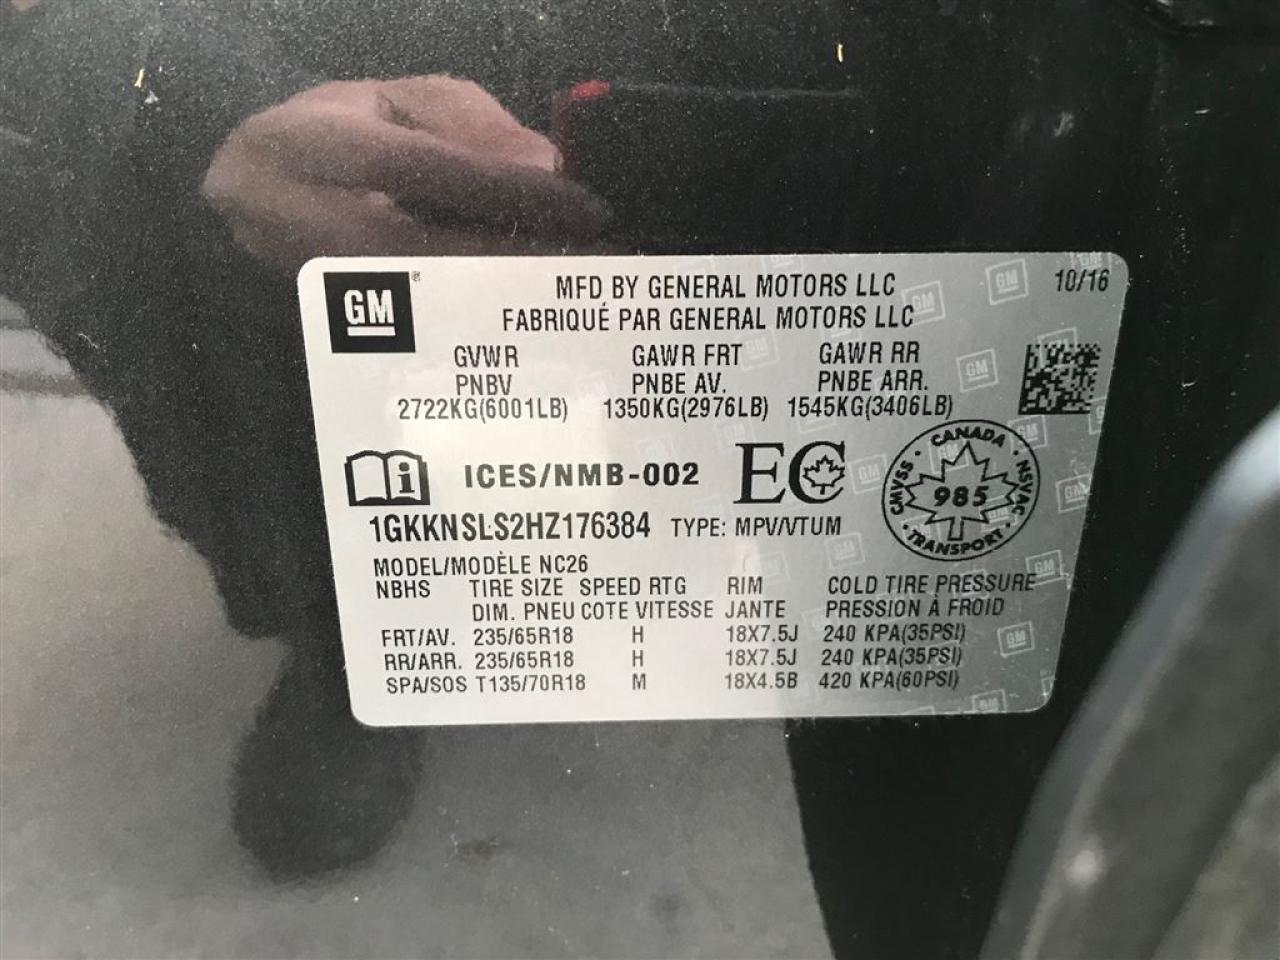 GM
MFD BY GENERAL MOTORS LLC
10/16
FABRIQUÉ PAR GENERAL MOTORS LLC
GVWR GAWR FRT GAWR RR
PNBV PNBE AV. PNBE ARR.
2722KG(6001LB) 1350KG(2976LB) 1545KG(3406LB)
ICES/NMB-002
EC
CANADA
CMVSS 985 NSVAC
TRANSPORT
1GKKNSLS2HZ176384 TYPE: MPV/VTUM
MODEL/MODÈLE NC26
NBHS TIRE SIZE SPEED RTG RIM COLD TIRE PRESSURE
DIM. PNEU COTE VITESSE JANTE PRESSION À FROID
FRT/AV. 235/65R18 H 18X7.5J 240 KPA(35PSI)
RR/ARR. 235/65R18 H 18X7.5J 240 KPA(35PSI)
SPA/SOS T135/70R18 M 18X4.5B 420 KPA(60PSI)